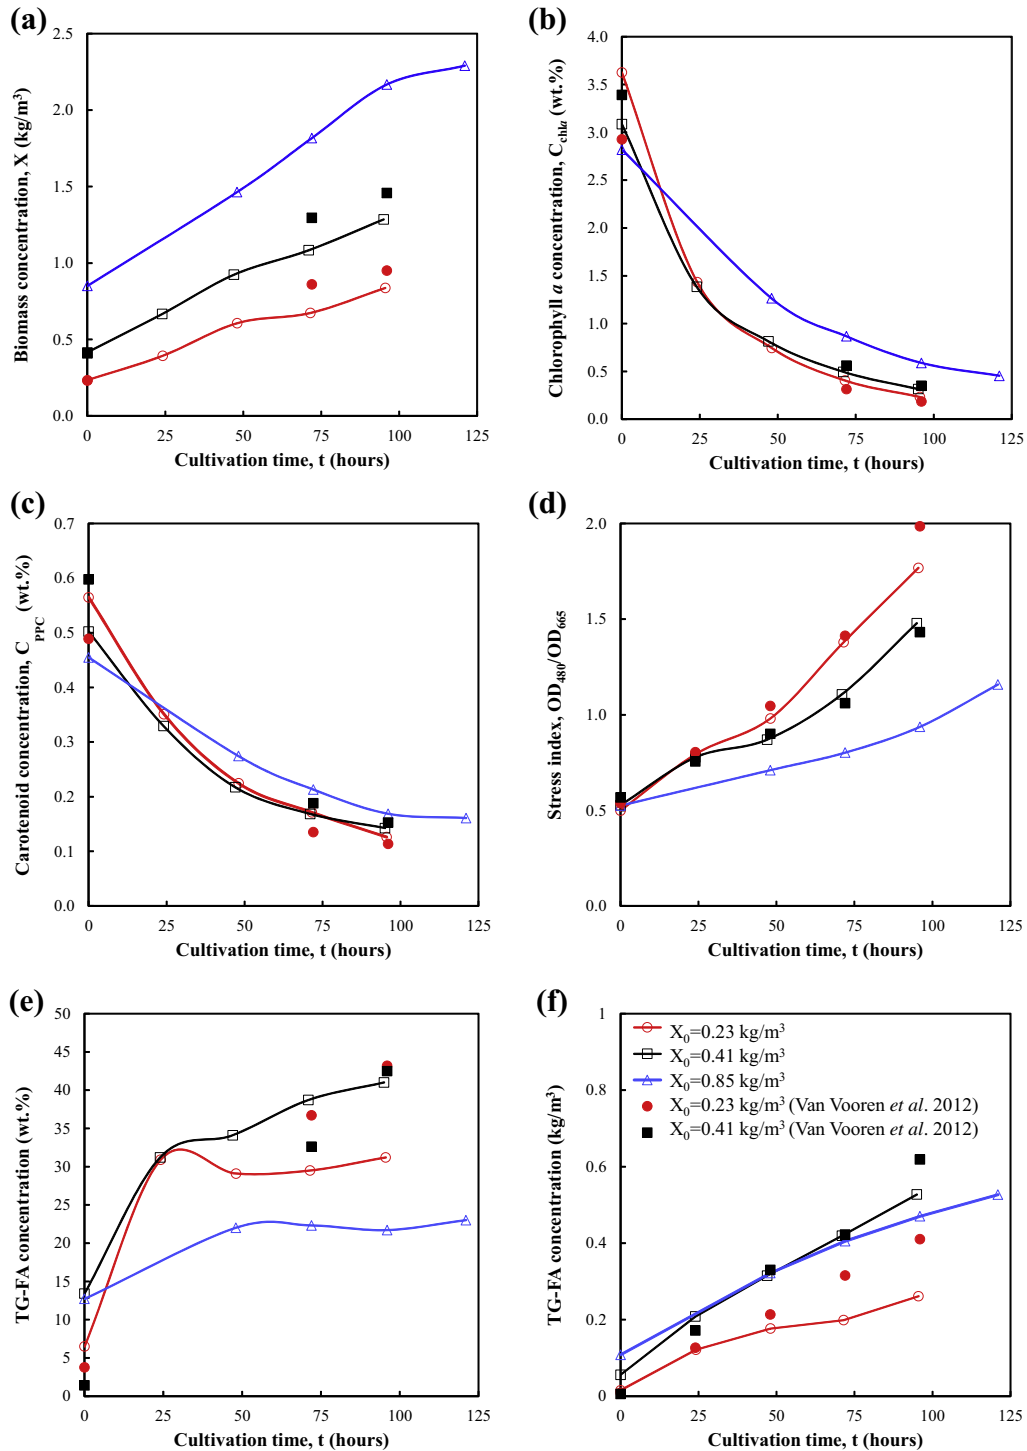 (a)
Biomass concentration, X (kg/m³)
2.5
2.0
1.5
1.0
0.5
0.0
0 25 50 75 100 125
Cultivation time, t (hours)
(b)
Chlorophyll a concentration, C_chla (wt.%)
4.0
3.5
3.0
2.5
2.0
1.5
1.0
0.5
0.0
0 25 50 75 100 125
Cultivation time, t (hours)
(c)
Carotenoid concentration, C_PPC (wt.%)
0.7
0.6
0.5
0.4
0.3
0.2
0.1
0.0
0 25 50 75 100 125
Cultivation time, t (hours)
(d)
Stress index, OD₄₈₀/OD₆₆₅
2.0
1.5
1.0
0.5
0.0
0 25 50 75 100 125
Cultivation time, t (hours)
(e)
TG-FA concentration (wt.%)
50
45
40
35
30
25
20
15
10
5
0
0 25 50 75 100 125
Cultivation time, t (hours)
(f)
TG-FA concentration (kg/m³)
1
0.8
0.6
0.4
0.2
0
0 25 50 75 100 125
Cultivation time, t (hours)
X₀=0.23 kg/m³
X₀=0.41 kg/m³
X₀=0.85 kg/m³
X₀=0.23 kg/m³ (Van Vooren et al. 2012)
X₀=0.41 kg/m³ (Van Vooren et al. 2012)